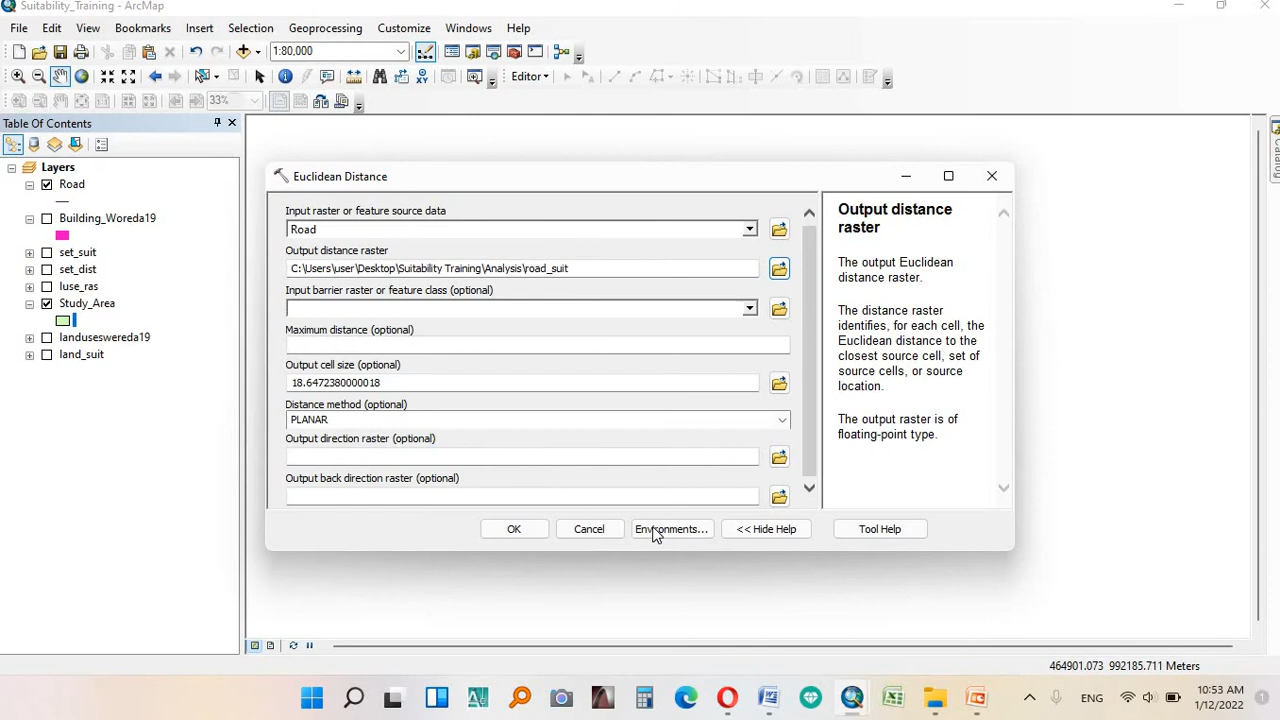 Suitability_Training - ArcMap
File Edit View Bookmarks Insert Selection Geoprocessing Customize Windows Help
1:80,000
Editor
33%
Table Of Contents
Layers
Road
Building_Woreda19
set_suit
set_dist
luse_ras
Study_Area
landuseswereda19
land_suit
Catalog
Euclidean Distance
Input raster or feature source data
Road
Output distance raster
C:\Users\user\Desktop\Suitability Training\Analysis\road_suit
Input barrier raster or feature class (optional)
Maximum distance (optional)
Output cell size (optional)
18.6472380000018
Distance method (optional)
PLANAR
Output direction raster (optional)
Output back direction raster (optional)
OK Cancel Environments... << Hide Help Tool Help
Output distance
raster
The output Euclidean
distance raster.
The distance raster
identifies, for each cell, the
Euclidean distance to the
closest source cell, set of
source cells, or source
location.
The output raster is of
floating-point type.
464901.073 992185.711 Meters
ENG
10:53 AM
1/12/2022
1